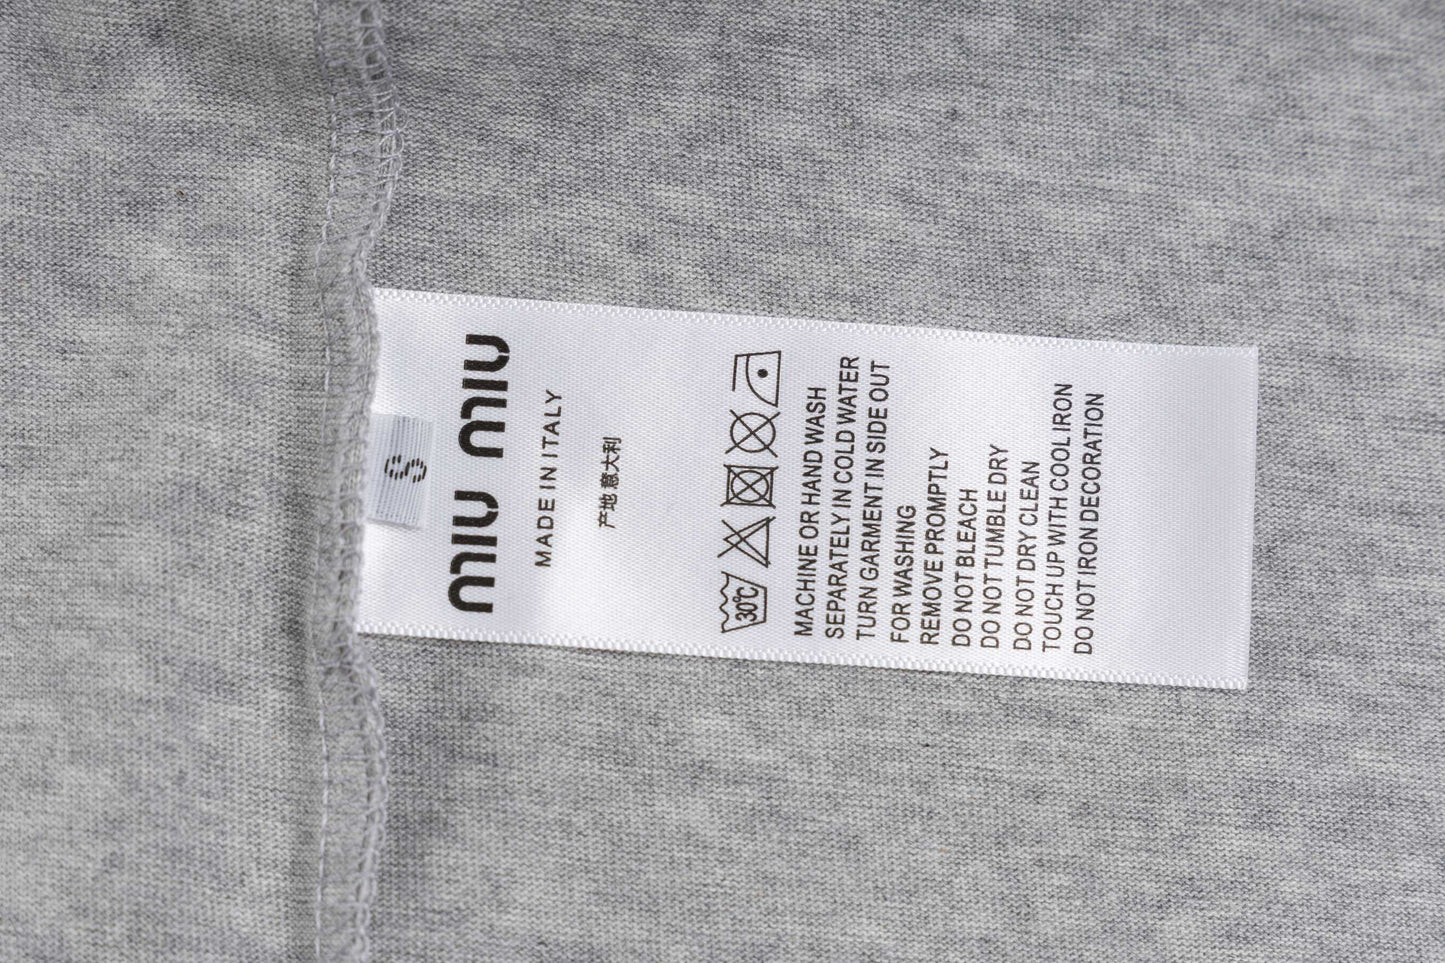 S
miu miu
MADE IN ITALY
产地 意大利
30℃
MACHINE OR HAND WASH
SEPARATELY IN COLD WATER
TURN GARMENT IN SIDE OUT
FOR WASHING
REMOVE PROMPTLY
DO NOT BLEACH
DO NOT TUMBLE DRY
DO NOT DRY CLEAN
TOUCH UP WITH COOL IRON
DO NOT IRON DECORATION